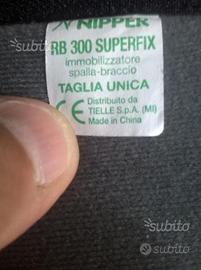 NIPPER
RB 300 SUPERFIX
immobilizzatore
spalla-braccio
TAGLIA UNICA
CE Distribuito da
TIELLE S.p.A. (MI)
Made in China
subito
subito